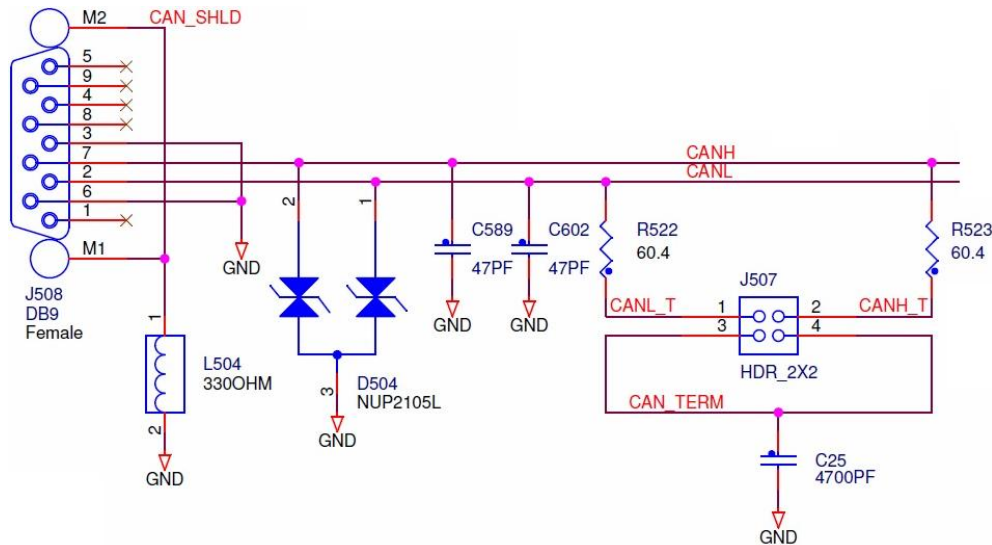 M2
CAN_SHLD
5
9
4
8
3
7
2
6
1
M1
J508
DB9
Female
GND
CANH
CANL
2
1
C589
47PF
GND
C602
47PF
GND
R522
60.4
R523
60.4
J507
CANL_T
1
2
CANH_T
3
4
HDR_2X2
1
L504
330OHM
2
GND
3
D504
NUP2105L
GND
CAN_TERM
C25
4700PF
GND